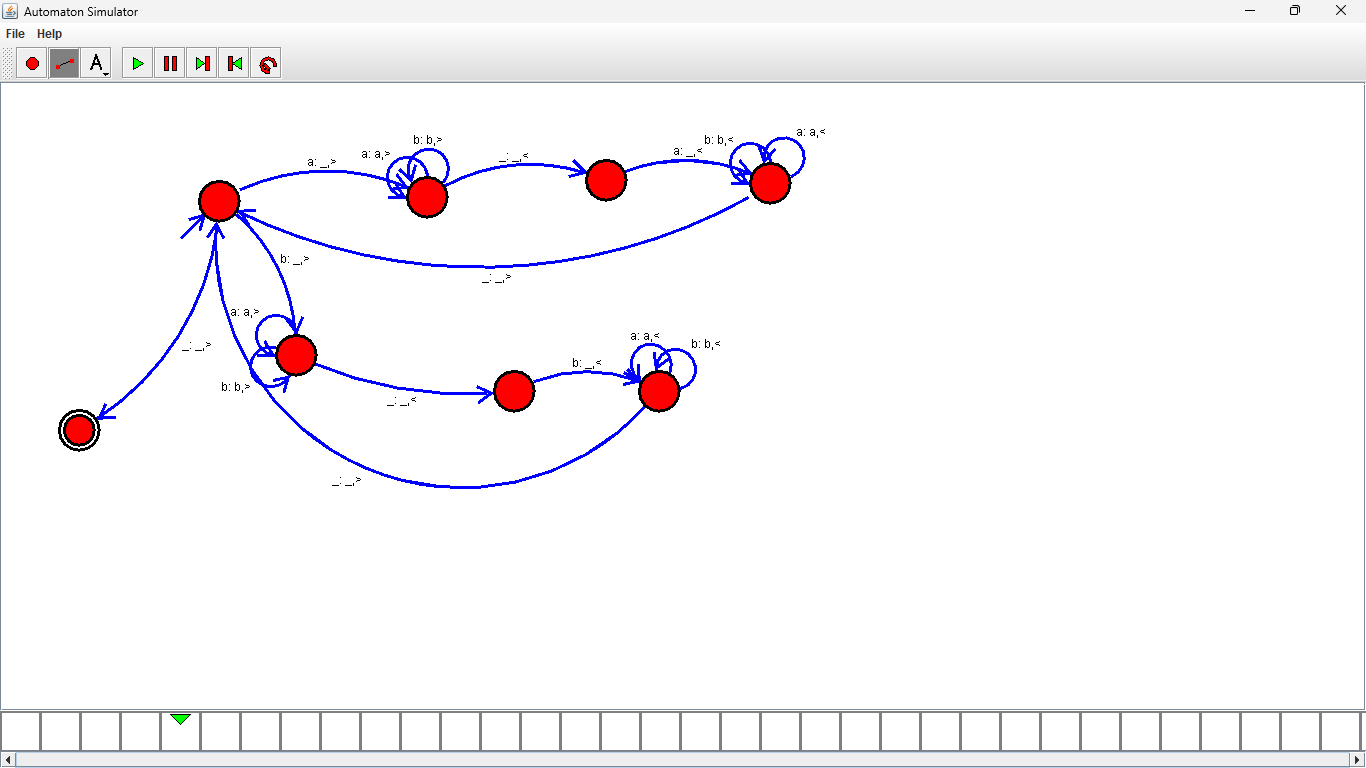 Automaton Simulator
File Help
A
b: b,>
a: a,>
a: _,>
_: _,<
a: _,<
b: b,<
a: a,<
b: _,>
_: _,>
a: a,>
_: _,>
b: b,>
_: _,<
b: _,<
a: a,<
b: b,<
_: _,>